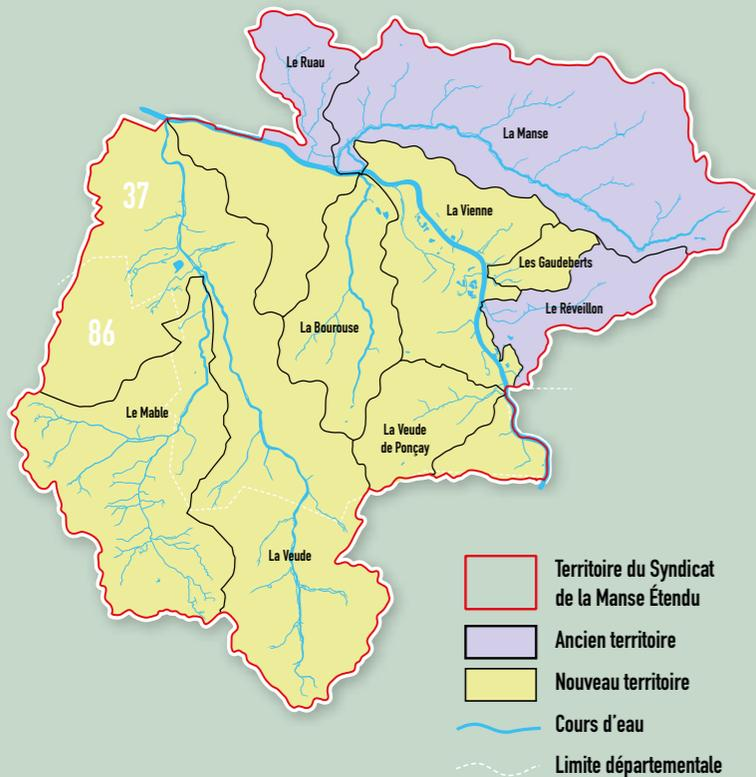 Le Ruau
La Manse
37
La Vienne
Les Gaudeberts
Le Réveillon
La Bourouse
86
Le Mable
La Veude
de Ponçay
La Veude
Territoire du Syndicat
de la Manse Étendu
Ancien territoire
Nouveau territoire
Cours d'eau
Limite départementale